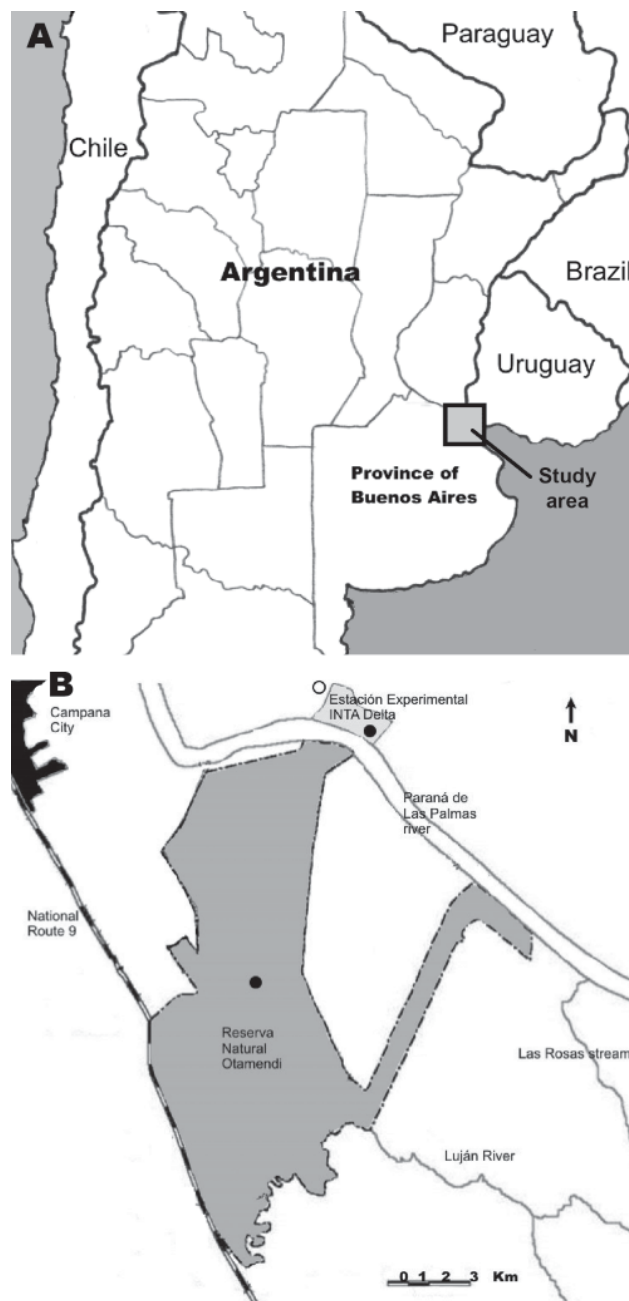 A
Paraguay
Chile
Argentina
Brazil
Uruguay
Province of
Buenos Aires
Study
area
B
Campana
City
Estación Experimental
INTA Delta
N
Paraná de
Las Palmas
river
National
Route 9
Reserva
Natural
Otamendi
Las Rosas stream
Luján River
0 1 2 3 Km